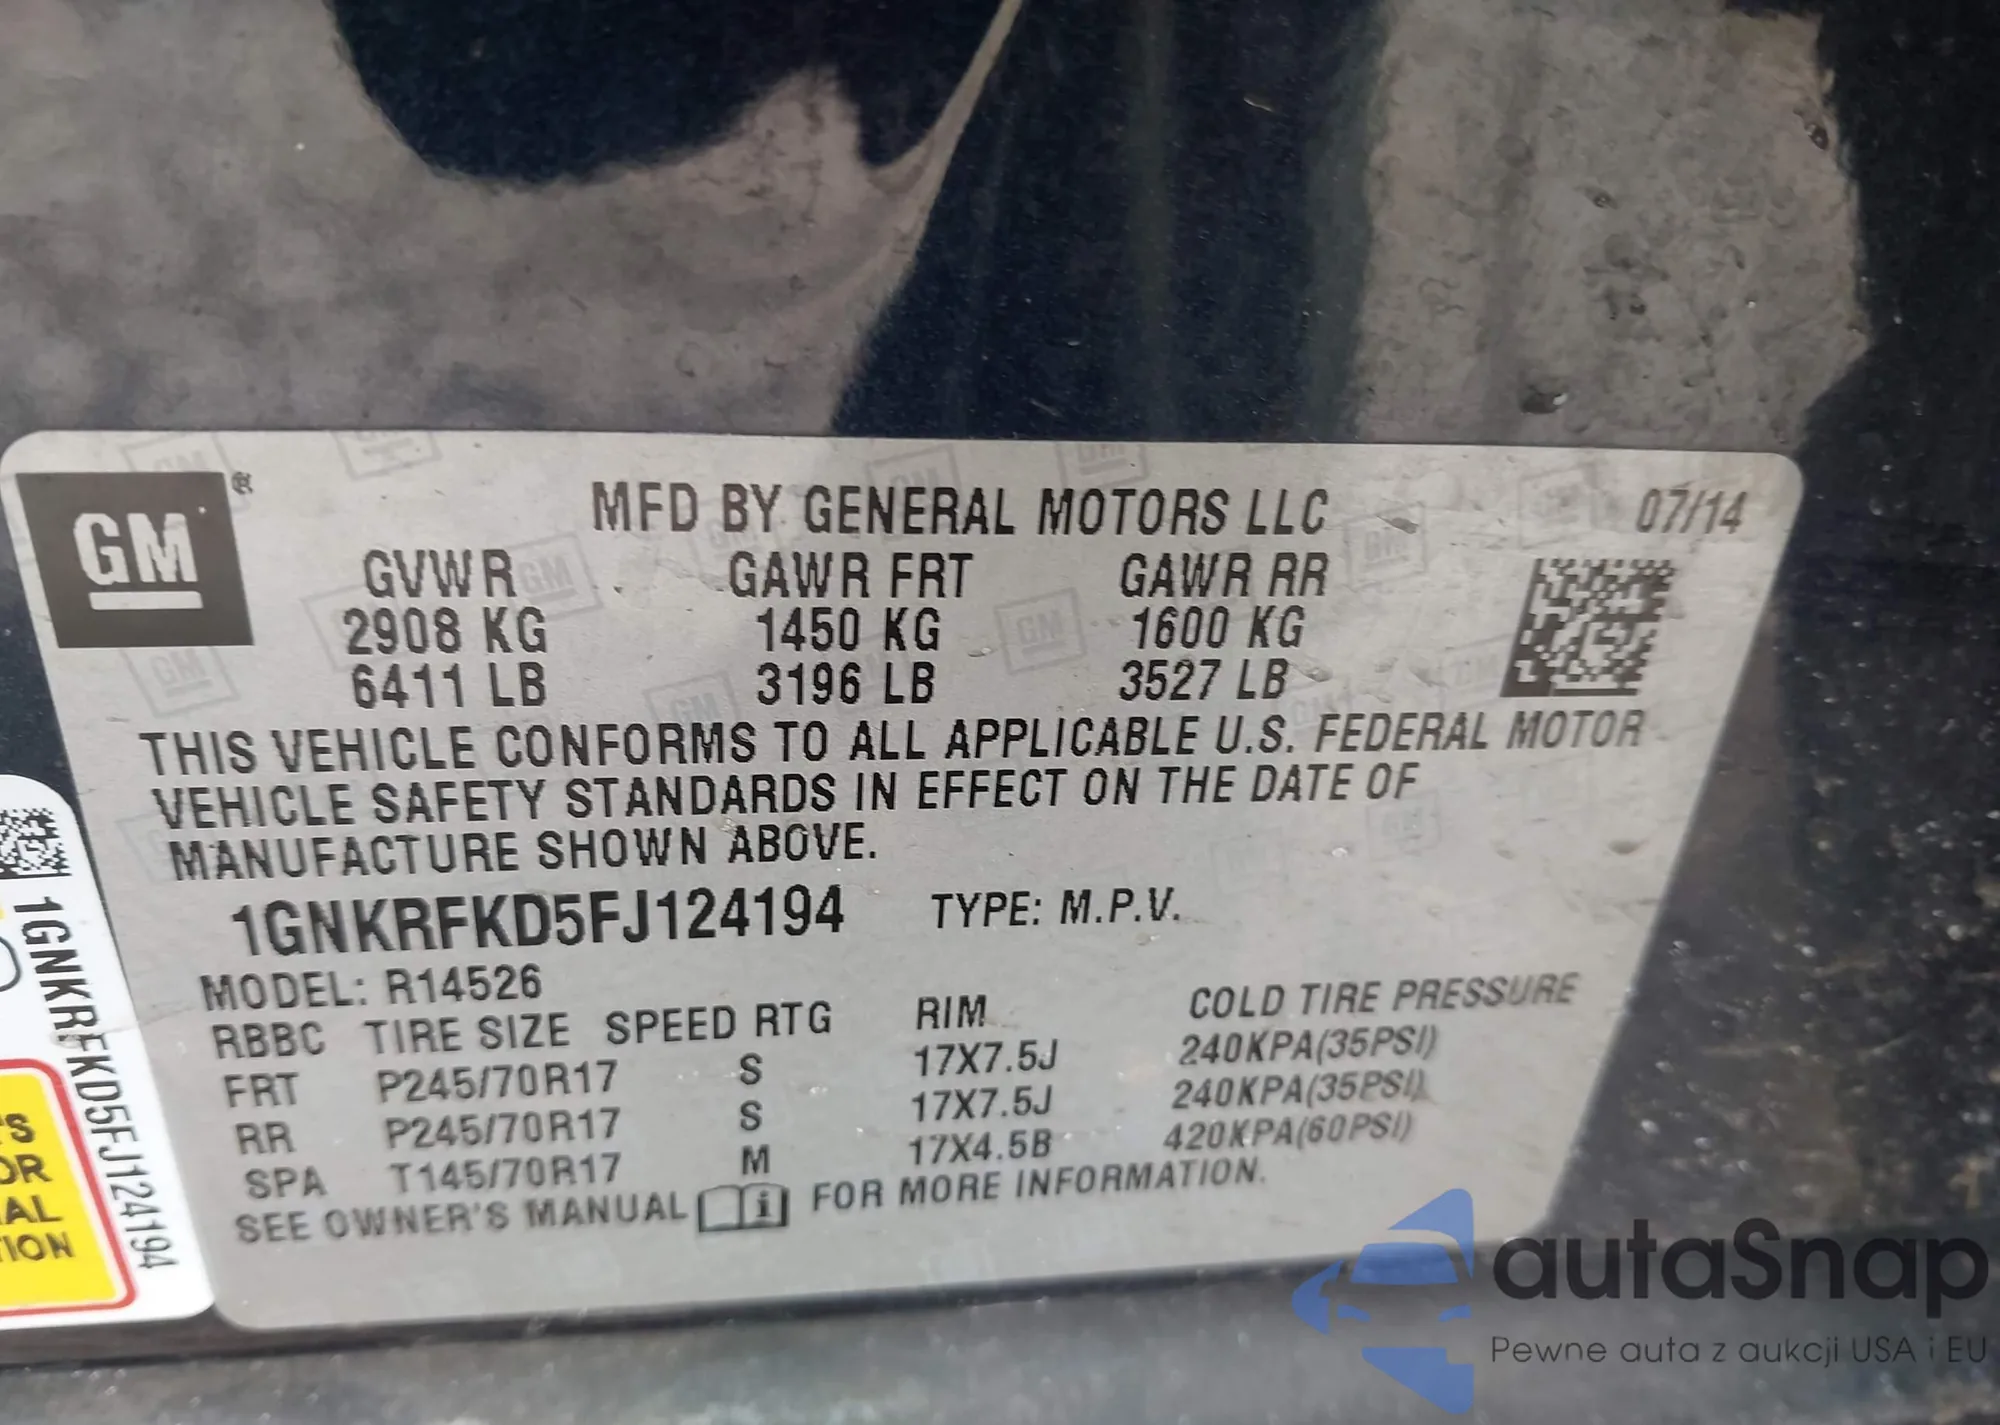 GM ®
MFD BY GENERAL MOTORS LLC 07/14
GVWR GAWR FRT GAWR RR
2908 KG 1450 KG 1600 KG
6411 LB 3196 LB 3527 LB
THIS VEHICLE CONFORMS TO ALL APPLICABLE U.S. FEDERAL MOTOR
VEHICLE SAFETY STANDARDS IN EFFECT ON THE DATE OF
MANUFACTURE SHOWN ABOVE.
1GNKRFKD5FJ124194 TYPE: M.P.V.
MODEL: R14526
RBBC TIRE SIZE SPEED RTG RIM COLD TIRE PRESSURE
FRT P245/70R17 S 17X7.5J 240KPA(35PSI)
RR P245/70R17 S 17X7.5J 240KPA(35PSI)
SPA T145/70R17 M 17X4.5B 420KPA(60PSI)
SEE OWNER'S MANUAL i FOR MORE INFORMATION.
1GNKRFKD5FJ124194
TION
autaSnap
Pewne auta z aukcji USA i EU